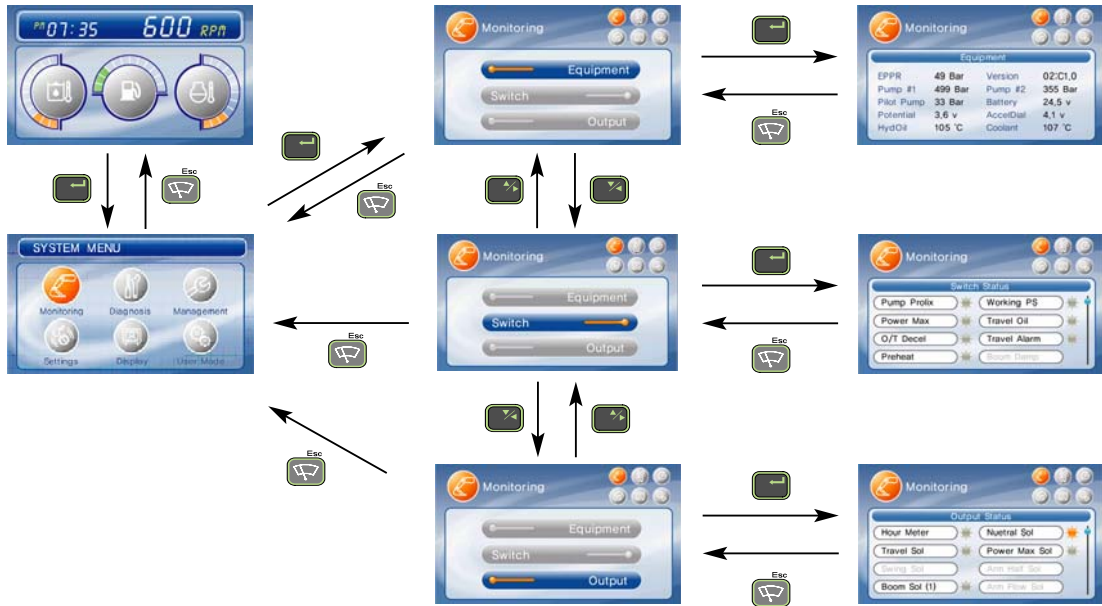 PM 07:35 600 RPM
Esc
Esc
SYSTEM MENU
Monitoring Diagnosis Management
Settings Display User Mode
Monitoring
Equipment
Switch
Output
Esc
Monitoring
Equipment
EPPR 49 Bar Version 02:C1,0
Pump #1 499 Bar Pump #2 355 Bar
Pilot Pump 33 Bar Battery 24,5 v
Potential 3,6 v AccelDial 4,1 v
HydOil 105 °C Coolant 107 °C
Monitoring
Equipment
Switch
Output
Esc
Esc
Monitoring
Switch Status
Pump Prolix Working PS
Power Max Travel Oil
O/T Decel Travel Alarm
Preheat Boom Damp
Esc
Monitoring
Equipment
Switch
Output
Esc
Monitoring
Output Status
Hour Meter Nuetral Sol
Travel Sol Power Max Sol
Swing Sol Arm Half Sol
Boom Sol (1) Arm Flow Sol